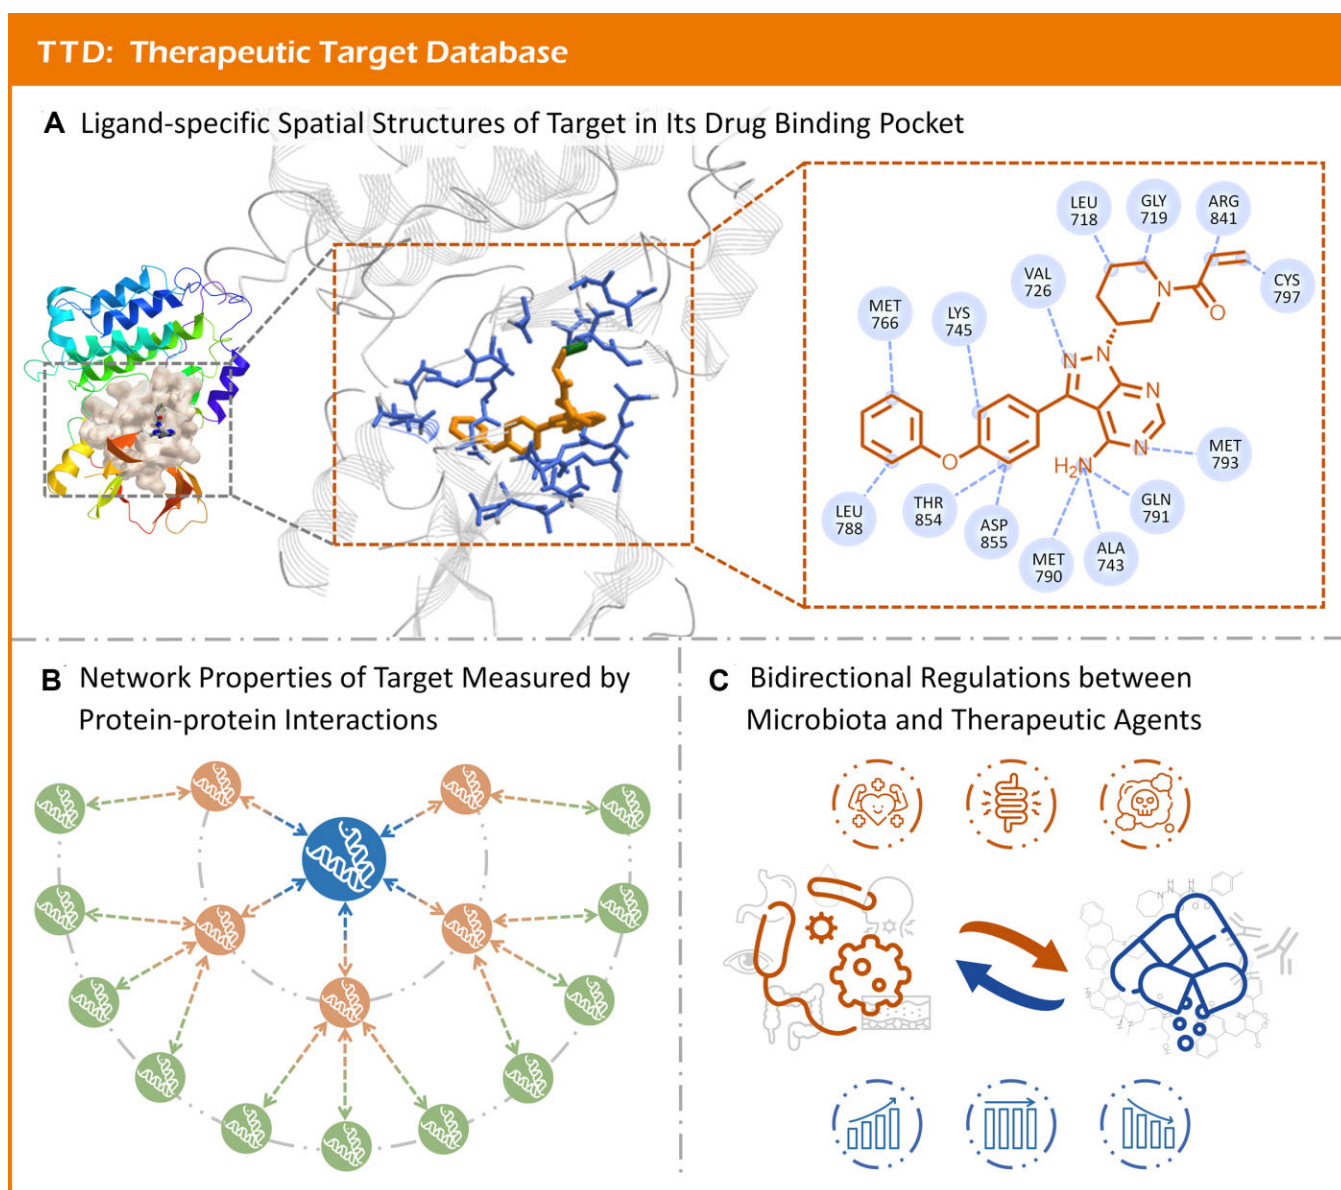 TTD: Therapeutic Target Database
A Ligand-specific Spatial Structures of Target in Its Drug Binding Pocket
LEU
718
GLY
719
ARG
841
VAL
726
CYS
797
MET
766
LYS
745
N
O
N
N
N
O
N
H₂N
MET
793
LEU
788
THR
854
ASP
855
MET
790
ALA
743
GLN
791
B Network Properties of Target Measured by
Protein-protein Interactions
C Bidirectional Regulations between
Microbiota and Therapeutic Agents